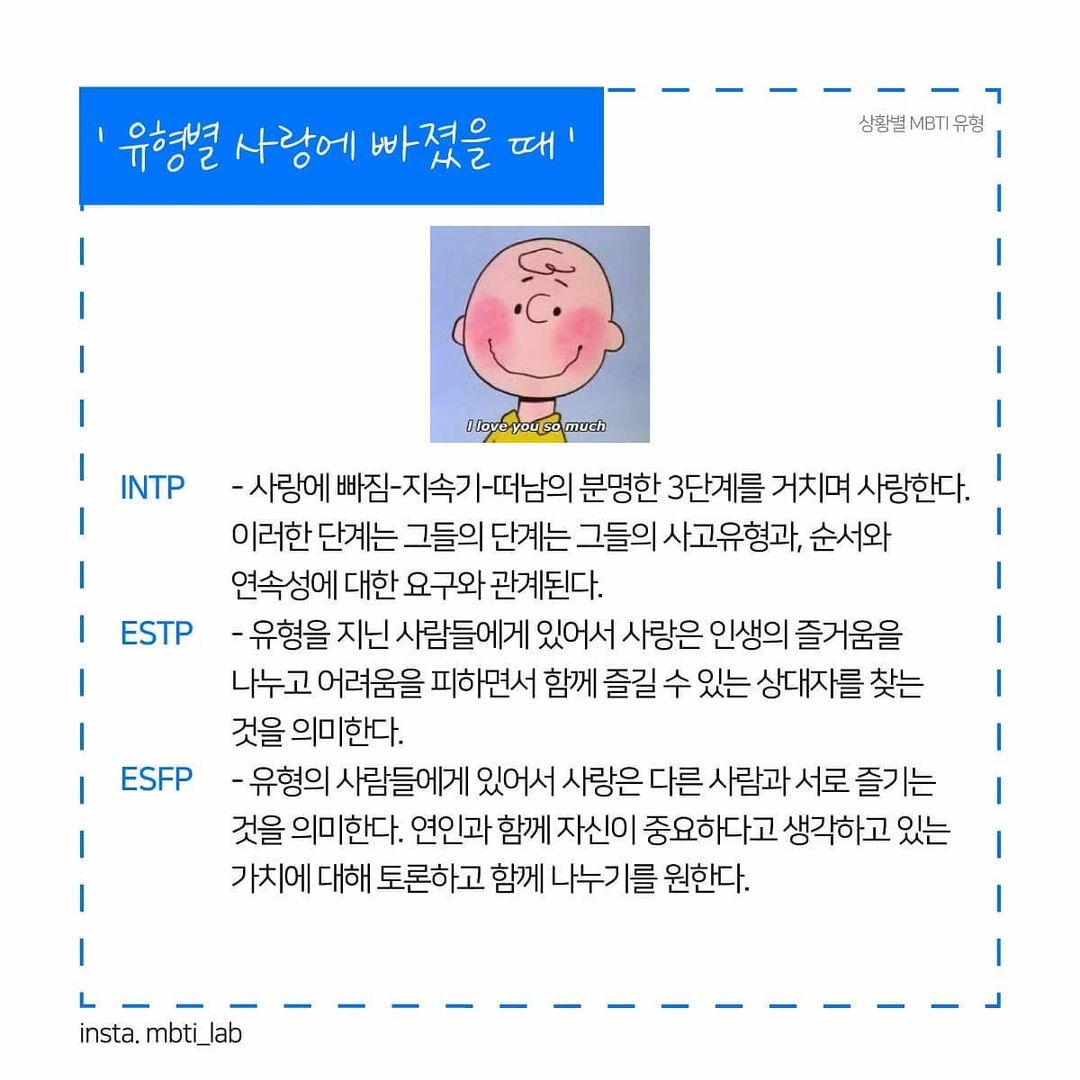 ' 유형별 사랑에 빠졌을 때 '
상황별 MBTI 유형
I love you so much
INTP - 사랑에 빠짐-지속기-떠남의 분명한 3단계를 거치며 사랑한다.
이러한 단계는 그들의 단계는 그들의 사고유형과, 순서와
연속성에 대한 요구와 관계된다.
ESTP - 유형을 지닌 사람들에게 있어서 사랑은 인생의 즐거움을
나누고 어려움을 피하면서 함께 즐길 수 있는 상대자를 찾는
것을 의미한다.
ESFP - 유형의 사람들에게 있어서 사랑은 다른 사람과 서로 즐기는
것을 의미한다. 연인과 함께 자신이 중요하다고 생각하고 있는
가치에 대해 토론하고 함께 나누기를 원한다.
insta. mbti_lab